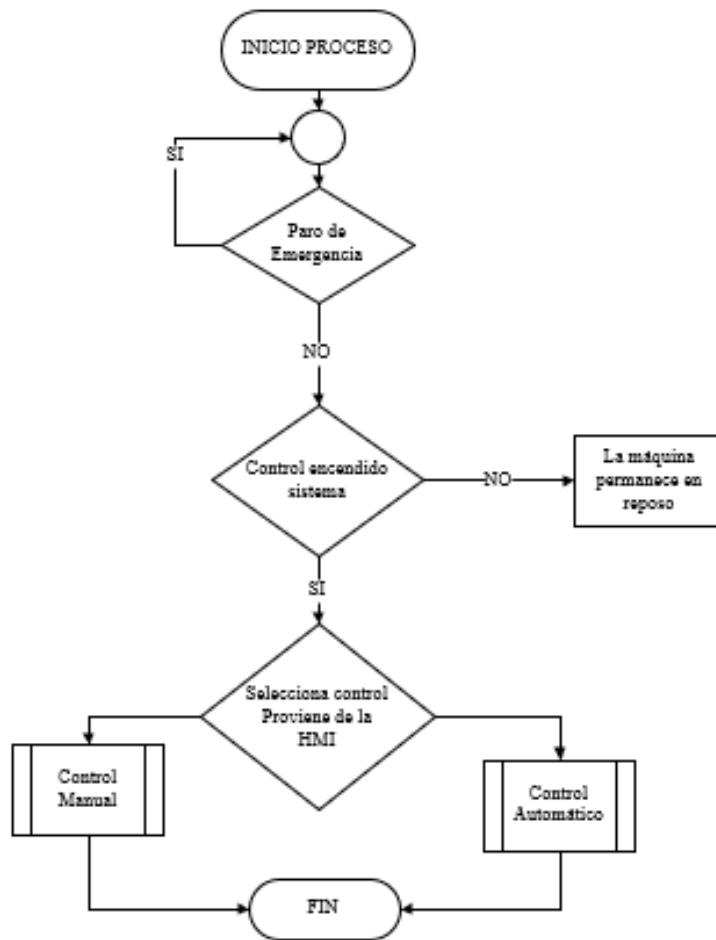 INICIO PROCESO
SI
Paro de
Emergencia
NO
Control encendido
sistema
NO
La máquina
permanece en
reposo
SI
Selecciona control
Proviene de la
HMI
Control
Manual
Control
Automático
FIN